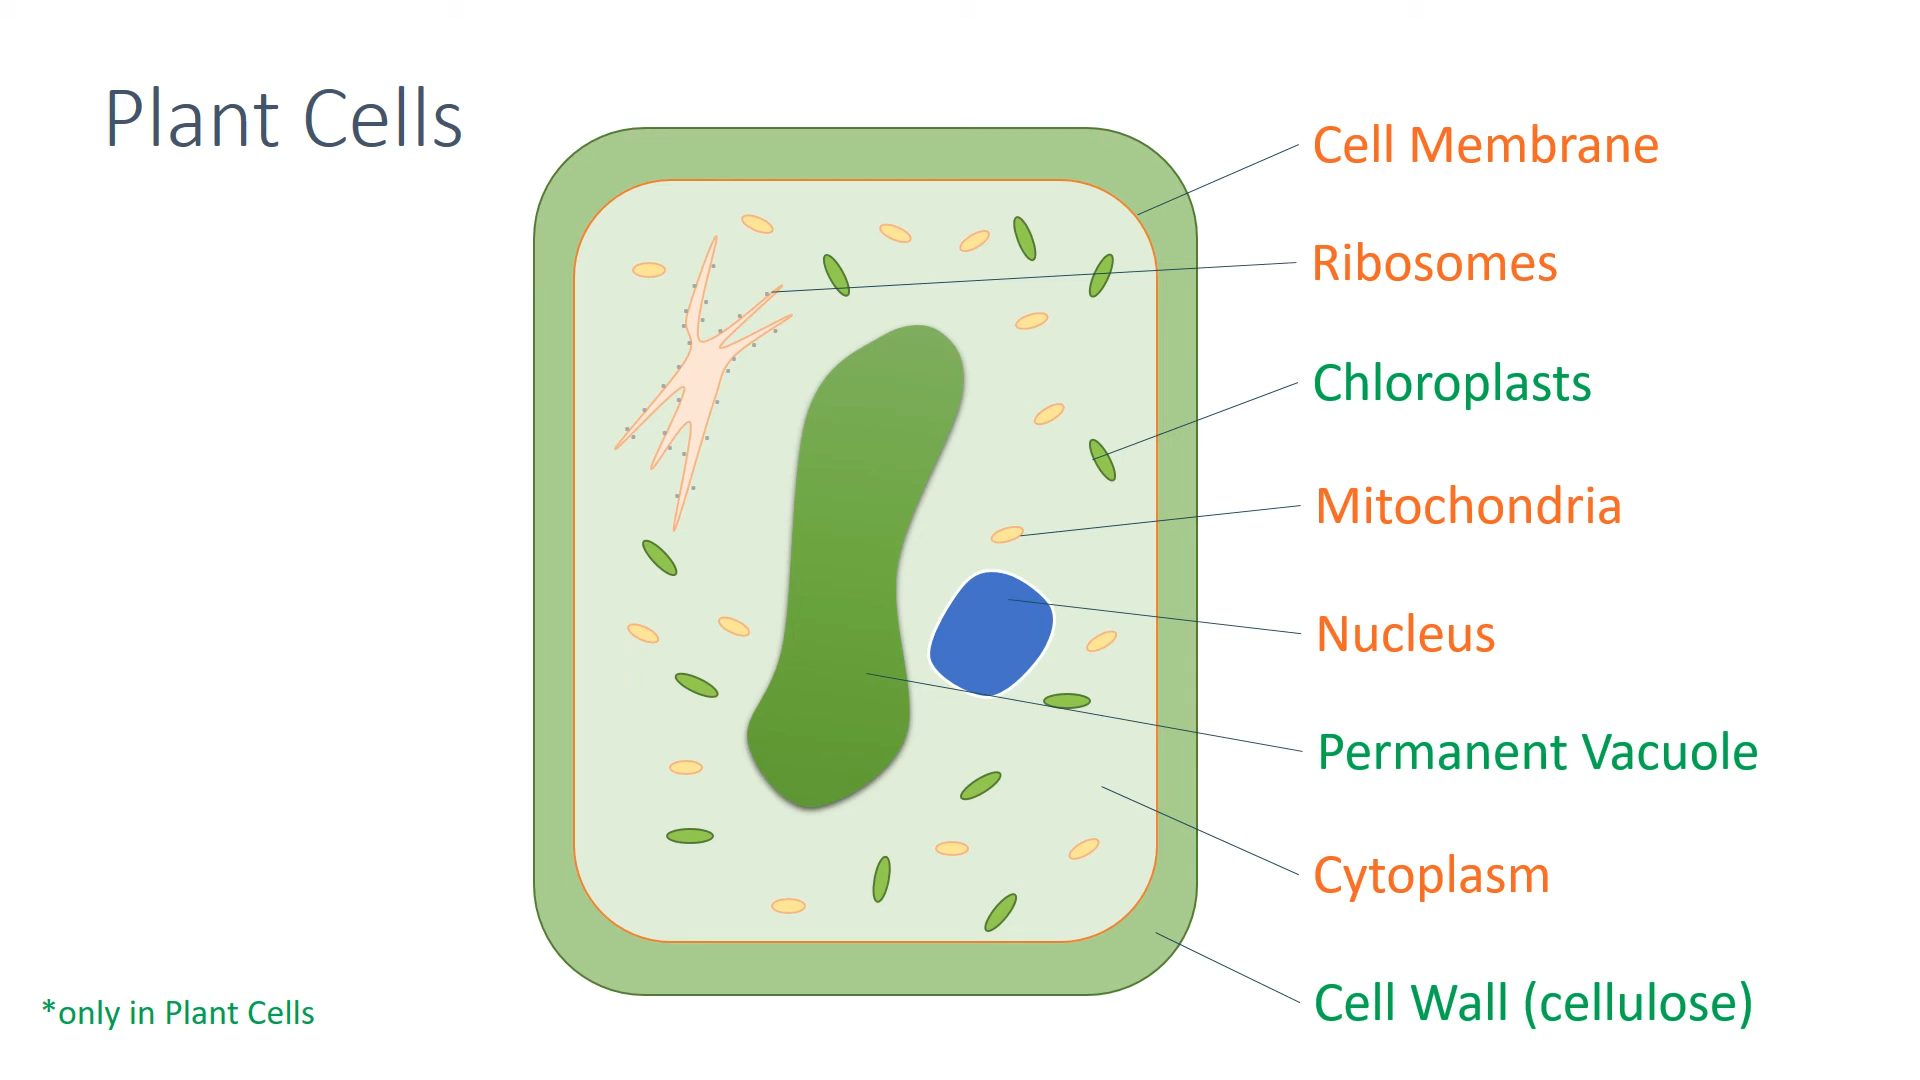 Plant Cells
Cell Membrane
Ribosomes
Chloroplasts
Mitochondria
Nucleus
Permanent Vacuole
Cytoplasm
Cell Wall (cellulose)
*only in Plant Cells